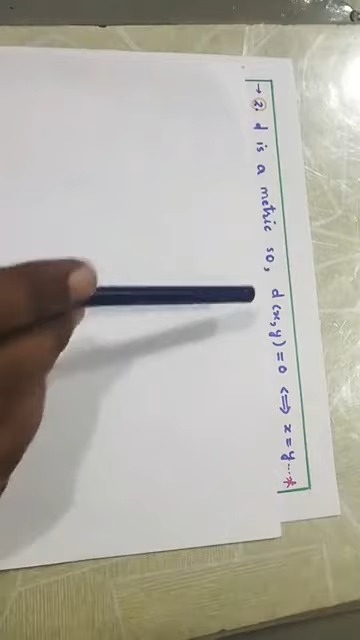 → 2. d is a metric so, d(x,y)=0 <=> x=y...*